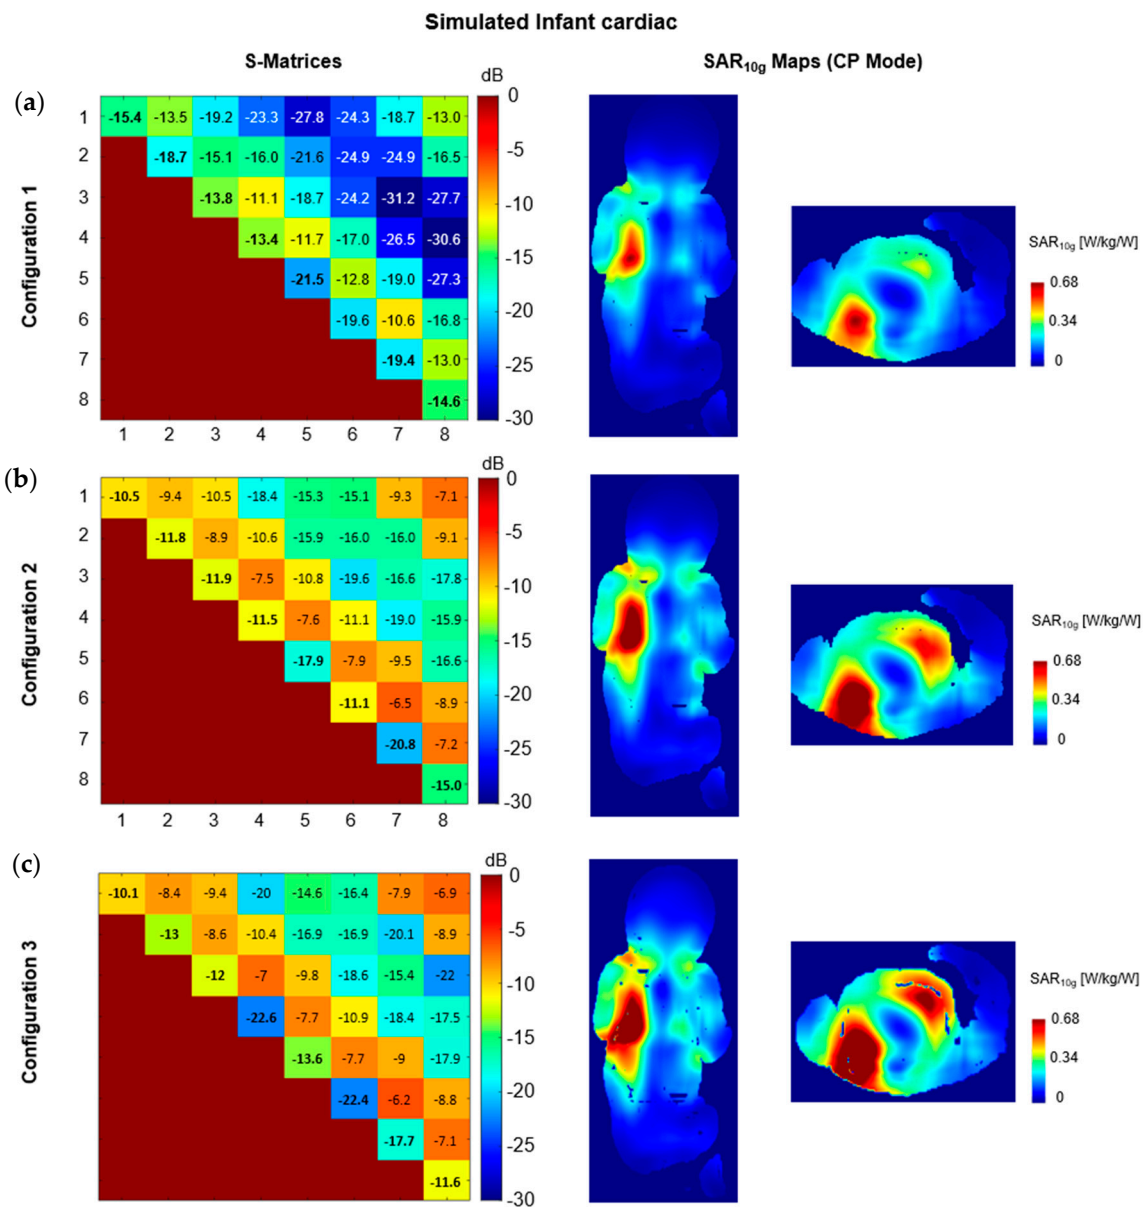 Simulated Infant cardiac
S-Matrices
SAR10g Maps (CP Mode)
(a)
Configuration 1
dB
1 -15.4 -13.5 -19.2 -23.3 -27.8 -24.3 -18.7 -13.0
2 -18.7 -15.1 -16.0 -21.6 -24.9 -24.9 -16.5
3 -13.8 -11.1 -18.7 -24.2 -31.2 -27.7
4 -13.4 -11.7 -17.0 -26.5 -30.6
5 -21.5 -12.8 -19.0 -27.3
6 -19.6 -10.6 -16.8
7 -19.4 -13.0
8 -14.6
1 2 3 4 5 6 7 8
0
-5
-10
-15
-20
-25
-30
SAR10g [W/kg/W]
0.68
0.34
0
(b)
Configuration 2
dB
1 -10.5 -9.4 -10.5 -18.4 -15.3 -15.1 -9.3 -7.1
2 -11.8 -8.9 -10.6 -15.9 -16.0 -16.0 -9.1
3 -11.9 -7.5 -10.8 -19.6 -16.6 -17.8
4 -11.5 -7.6 -11.1 -19.0 -15.9
5 -17.9 -7.9 -9.5 -16.6
6 -11.1 -6.5 -8.9
7 -20.8 -7.2
8 -15.0
1 2 3 4 5 6 7 8
0
-5
-10
-15
-20
-25
-30
SAR10g [W/kg/W]
0.68
0.34
0
(c)
Configuration 3
dB
-10.1 -8.4 -9.4 -20 -14.6 -16.4 -7.9 -6.9
-13 -8.6 -10.4 -16.9 -16.9 -20.1 -8.9
-12 -7 -9.8 -18.6 -15.4 -22
-22.6 -7.7 -10.9 -18.4 -17.5
-13.6 -7.7 -9 -17.9
-22.4 -6.2 -8.8
-17.7 -7.1
-11.6
0
-5
-10
-15
-20
-25
-30
SAR10g [W/kg/W]
0.68
0.34
0